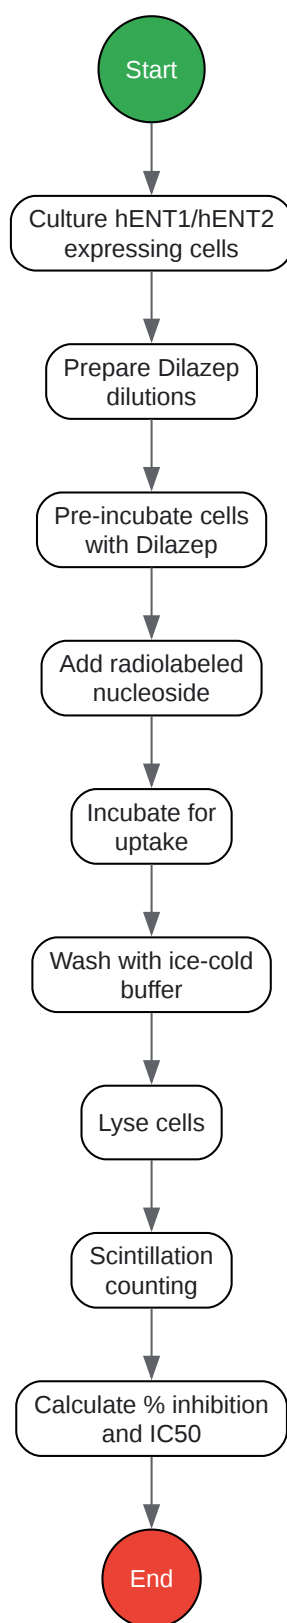 Start
Culture hENT1/hENT2
expressing cells
Prepare Dilazep
dilutions
Pre-incubate cells
with Dilazep
Add radiolabeled
nucleoside
Incubate for
uptake
Wash with ice-cold
buffer
Lyse cells
Scintillation
counting
Calculate % inhibition
and IC50
End